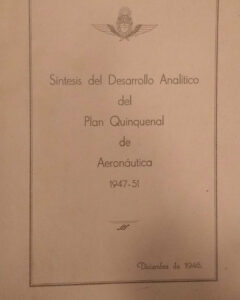 Síntesis del Desarrollo Analítico
del
Plan Quinquenal
de
Aeronáutica
1947-51
Diciembre de 1946.